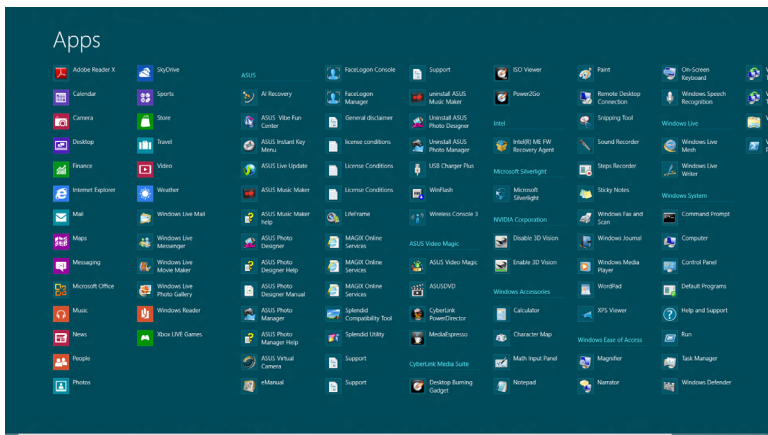 Apps
Adobe Reader X
Calendar
Camera
Desktop
Finance
Internet Explorer
Mail
Maps
Messaging
Microsoft Office
Music
News
People
Photos
SkyDrive
Sports
Store
Travel
Video
Weather
Windows Live Mail
Windows Live
Messenger
Windows Live
Movie Maker
Windows Live
Photo Gallery
Windows Reader
Xbox LIVE Games
ASUS
AI Recovery
ASUS Vibe Fun
Center
ASUS Instant Key
Menu
ASUS Live Update
ASUS Music Maker
ASUS Music Maker
help
ASUS Photo
Designer
ASUS Photo
Designer Help
ASUS Photo
Designer Manual
ASUS Photo
Manager
ASUS Photo
Manager Help
ASUS Virtual
Camera
eManual
FaceLogon Console
FaceLogon
Manager
General disclaimer
license conditions
License Conditions
License Conditions
LifeFrame
MAGIX Online
Services
MAGIX Online
Services
MAGIX Online
Services
Splendid
Compatibility Tool
Splendid Utility
Support
Support
Support
uninstall ASUS
Music Maker
Uninstall ASUS
Photo Designer
Uninstall ASUS
Photo Manager
USB Charger Plus
WinFlash
Wireless Console 3
ASUS Video Magic
ASUS Video Magic
ASUSDVD
CyberLink
PowerDirector
MediaEspresso
CyberLink Media Suite
Desktop Burning
Gadget
ISO Viewer
Power2Go
Intel
Intel(R) ME FW
Recovery Agent
Microsoft Silverlight
Microsoft
Silverlight
NVIDIA Corporation
Disable 3D Vision
Enable 3D Vision
Windows Accessories
Calculator
Character Map
Math Input Panel
Notepad
Paint
Remote Desktop
Connection
Snipping Tool
Sound Recorder
Steps Recorder
Sticky Notes
Windows Fax and
Scan
Windows Journal
Windows Media
Player
WordPad
XPS Viewer
Windows Ease of Access
Magnifier
Narrator
On-Screen
Keyboard
Windows Speech
Recognition
Windows Live
Windows Live
Mesh
Windows Live
Writer
Windows System
Command Prompt
Computer
Control Panel
Default Programs
Help and Support
Run
Task Manager
Windows Defender